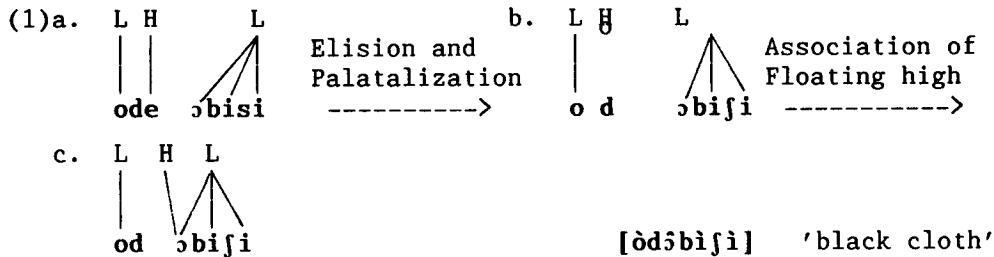 (1)a. L H L Elision and b. L H L Association of
Palatalization Floating high
ode ɔbisi ----------> o d ɔbiʃi ---------->
c. L H L
od ɔbiʃi [òdɔ̂bìʃì] 'black cloth'